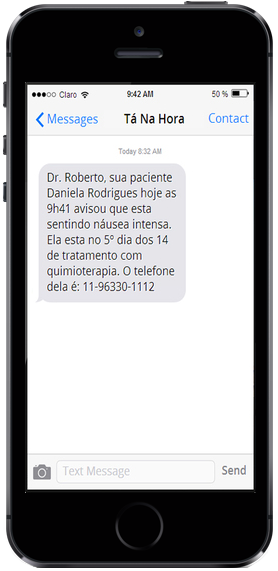 Claro 9:42 AM 50 %
Messages Tá Na Hora Contact
Today 8:32 AM
Dr. Roberto, sua paciente
Daniela Rodrigues hoje as
9h41 avisou que esta
sentindo náusea intensa.
Ela esta no 5º dia dos 14
de tratamento com
quimioterapia. O telefone
dela é: 11-96330-1112
Text Message Send